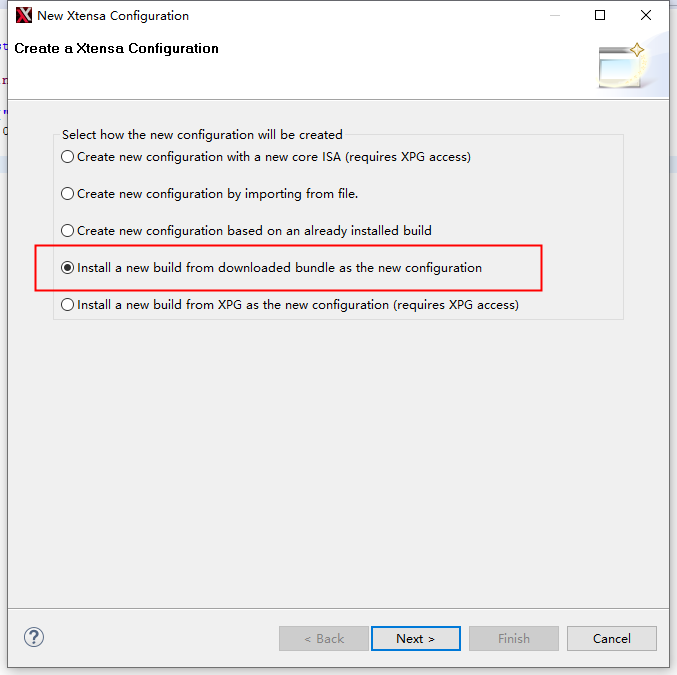 New Xtensa Configuration
Create a Xtensa Configuration
Select how the new configuration will be created
Create new configuration with a new core ISA (requires XPG access)
Create new configuration by importing from file.
Create new configuration based on an already installed build
Install a new build from downloaded bundle as the new configuration
Install a new build from XPG as the new configuration (requires XPG access)
?
< Back
Next >
Finish
Cancel